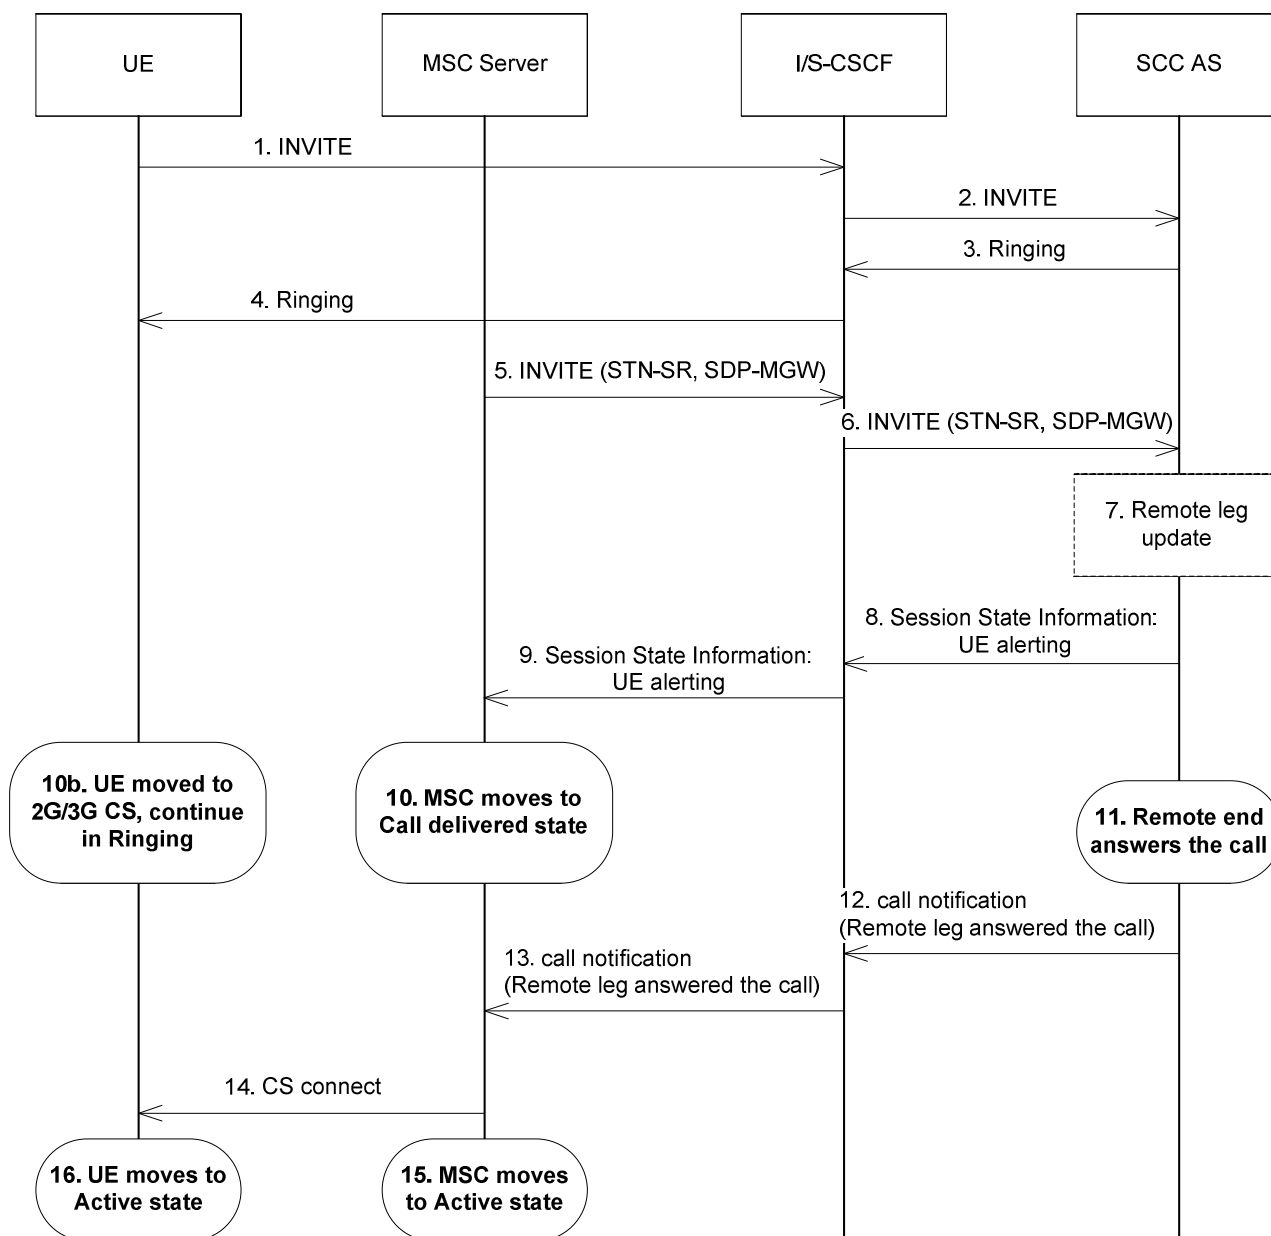 UE
MSC Server
I/S-CSCF
SCC AS
1. INVITE
2. INVITE
3. Ringing
4. Ringing
5. INVITE (STN-SR, SDP-MGW)
6. INVITE (STN-SR, SDP-MGW)
7. Remote leg
update
8. Session State Information:
UE alerting
9. Session State Information:
UE alerting
10b. UE moved to
2G/3G CS, continue
in Ringing
10. MSC moves to
Call delivered state
11. Remote end
answers the call
12. call notification
(Remote leg answered the call)
13. call notification
(Remote leg answered the call)
14. CS connect
16. UE moves to
Active state
15. MSC moves
to Active state